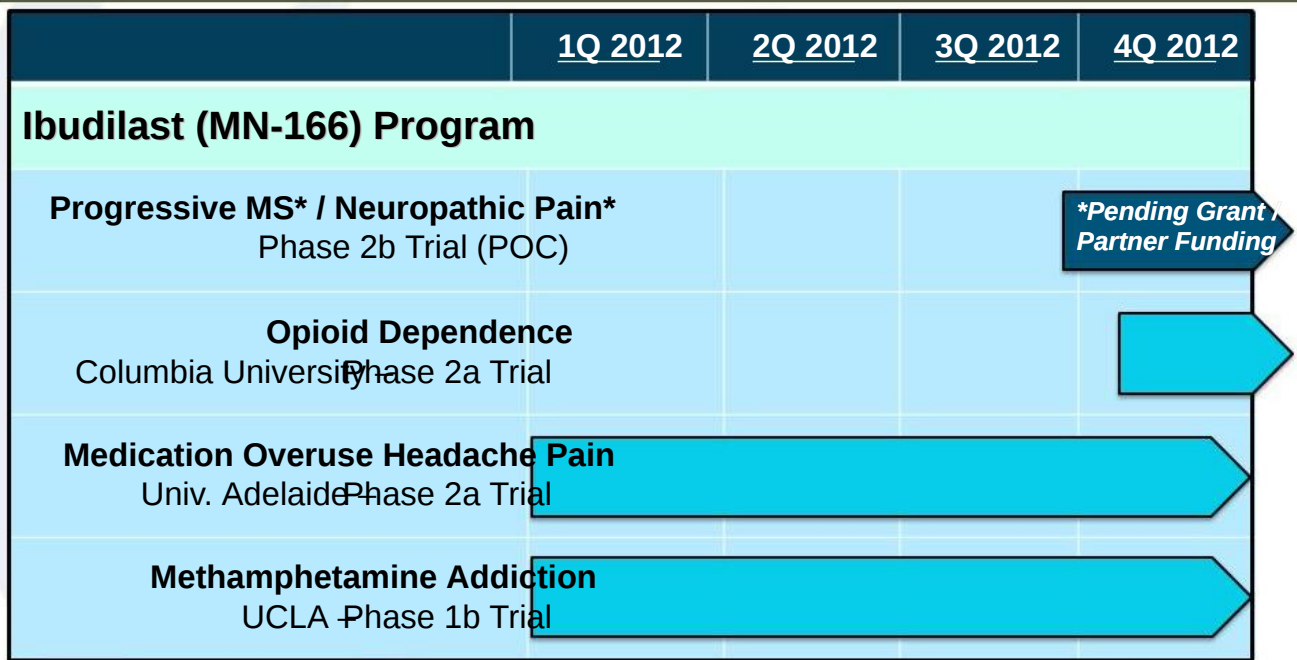 1Q 2012 2Q 2012 3Q 2012 4Q 2012
Ibudilast (MN-166) Program
Progressive MS* / Neuropathic Pain*
Phase 2b Trial (POC)
*Pending Grant /
Partner Funding
Opioid Dependence
Columbia University – Phase 2a Trial
Medication Overuse Headache Pain
Univ. Adelaide – Phase 2a Trial
Methamphetamine Addiction
UCLA – Phase 1b Trial